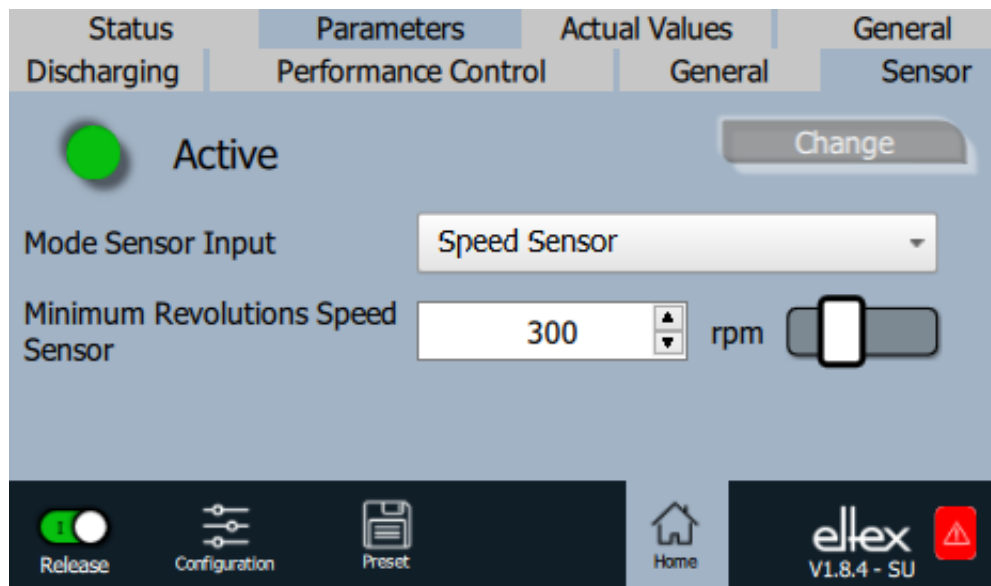 Status Parameters Actual Values General
Discharging Performance Control General Sensor
Active Change
Mode Sensor Input Speed Sensor
Minimum Revolutions Speed
Sensor
300 rpm
I
Release Configuration Preset Home
eltex
V1.8.4 - SU